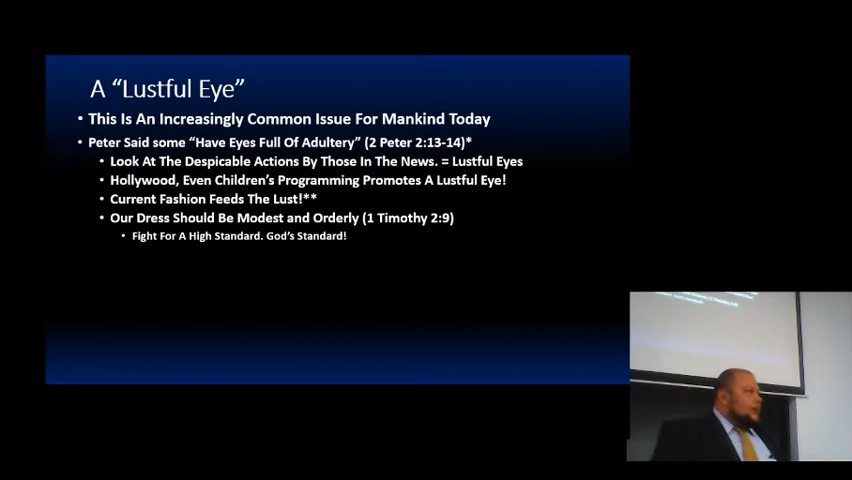 A “Lustful Eye”
• This Is An Increasingly Common Issue For Mankind Today
• Peter Said some “Have Eyes Full Of Adultery” (2 Peter 2:13-14)*
• Look At The Despicable Actions By Those In The News. = Lustful Eyes
• Hollywood, Even Children’s Programming Promotes A Lustful Eye!
• Current Fashion Feeds The Lust!**
• Our Dress Should Be Modest and Orderly (1 Timothy 2:9)
• Fight For A High Standard. God’s Standard!